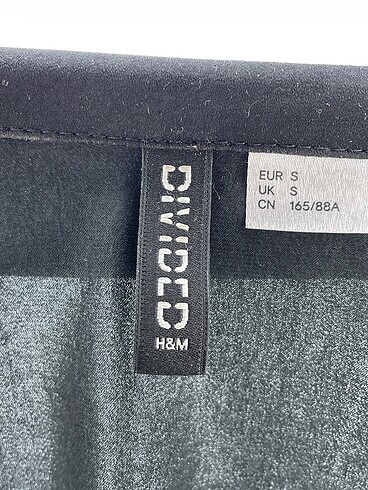 DIVIDED
H&M
EUR S
UK S
CN 165/88A